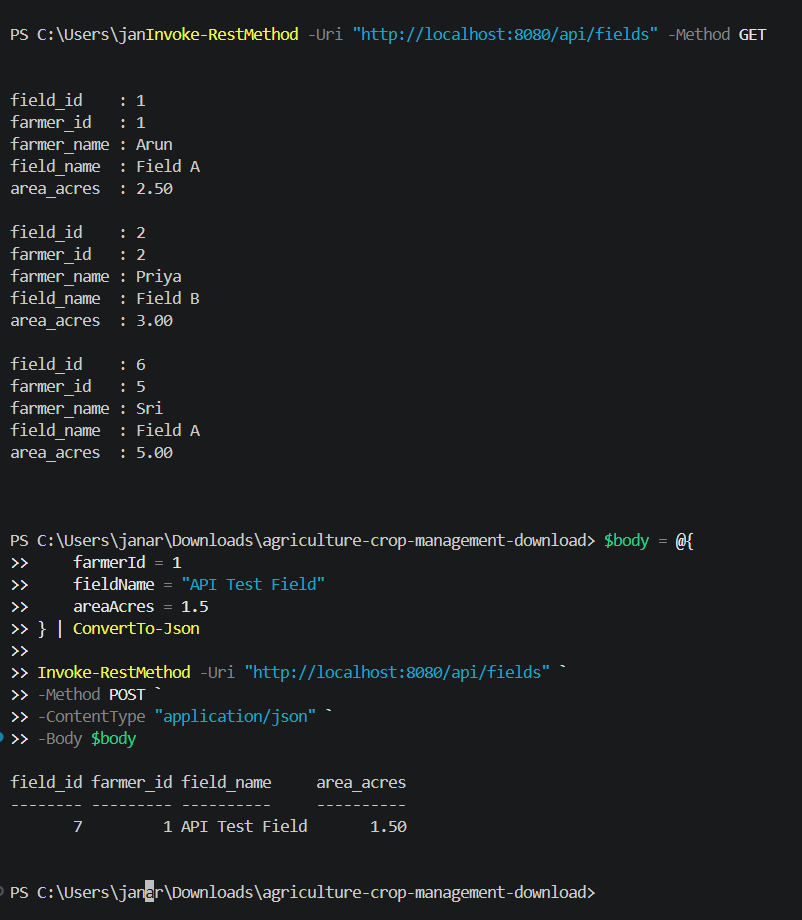 PS C:\Users\janInvoke-RestMethod -Uri "http://localhost:8080/api/fields" -Method GET
field_id    : 1
farmer_id   : 1
farmer_name : Arun
field_name  : Field A
area_acres  : 2.50
field_id    : 2
farmer_id   : 2
farmer_name : Priya
field_name  : Field B
area_acres  : 3.00
field_id    : 6
farmer_id   : 5
farmer_name : Sri
field_name  : Field A
area_acres  : 5.00
PS C:\Users\janar\Downloads\agriculture-crop-management-download> $body = @{
>>     farmerId = 1
>>     fieldName = "API Test Field"
>>     areaAcres = 1.5
>> } | ConvertTo-Json
>>
>> Invoke-RestMethod -Uri "http://localhost:8080/api/fields" `
>> -Method POST `
>> -ContentType "application/json" `
>> -Body $body
field_id farmer_id field_name     area_acres
-------- --------- ----------     ----------
       7         1 API Test Field       1.50
PS C:\Users\janar\Downloads\agriculture-crop-management-download>